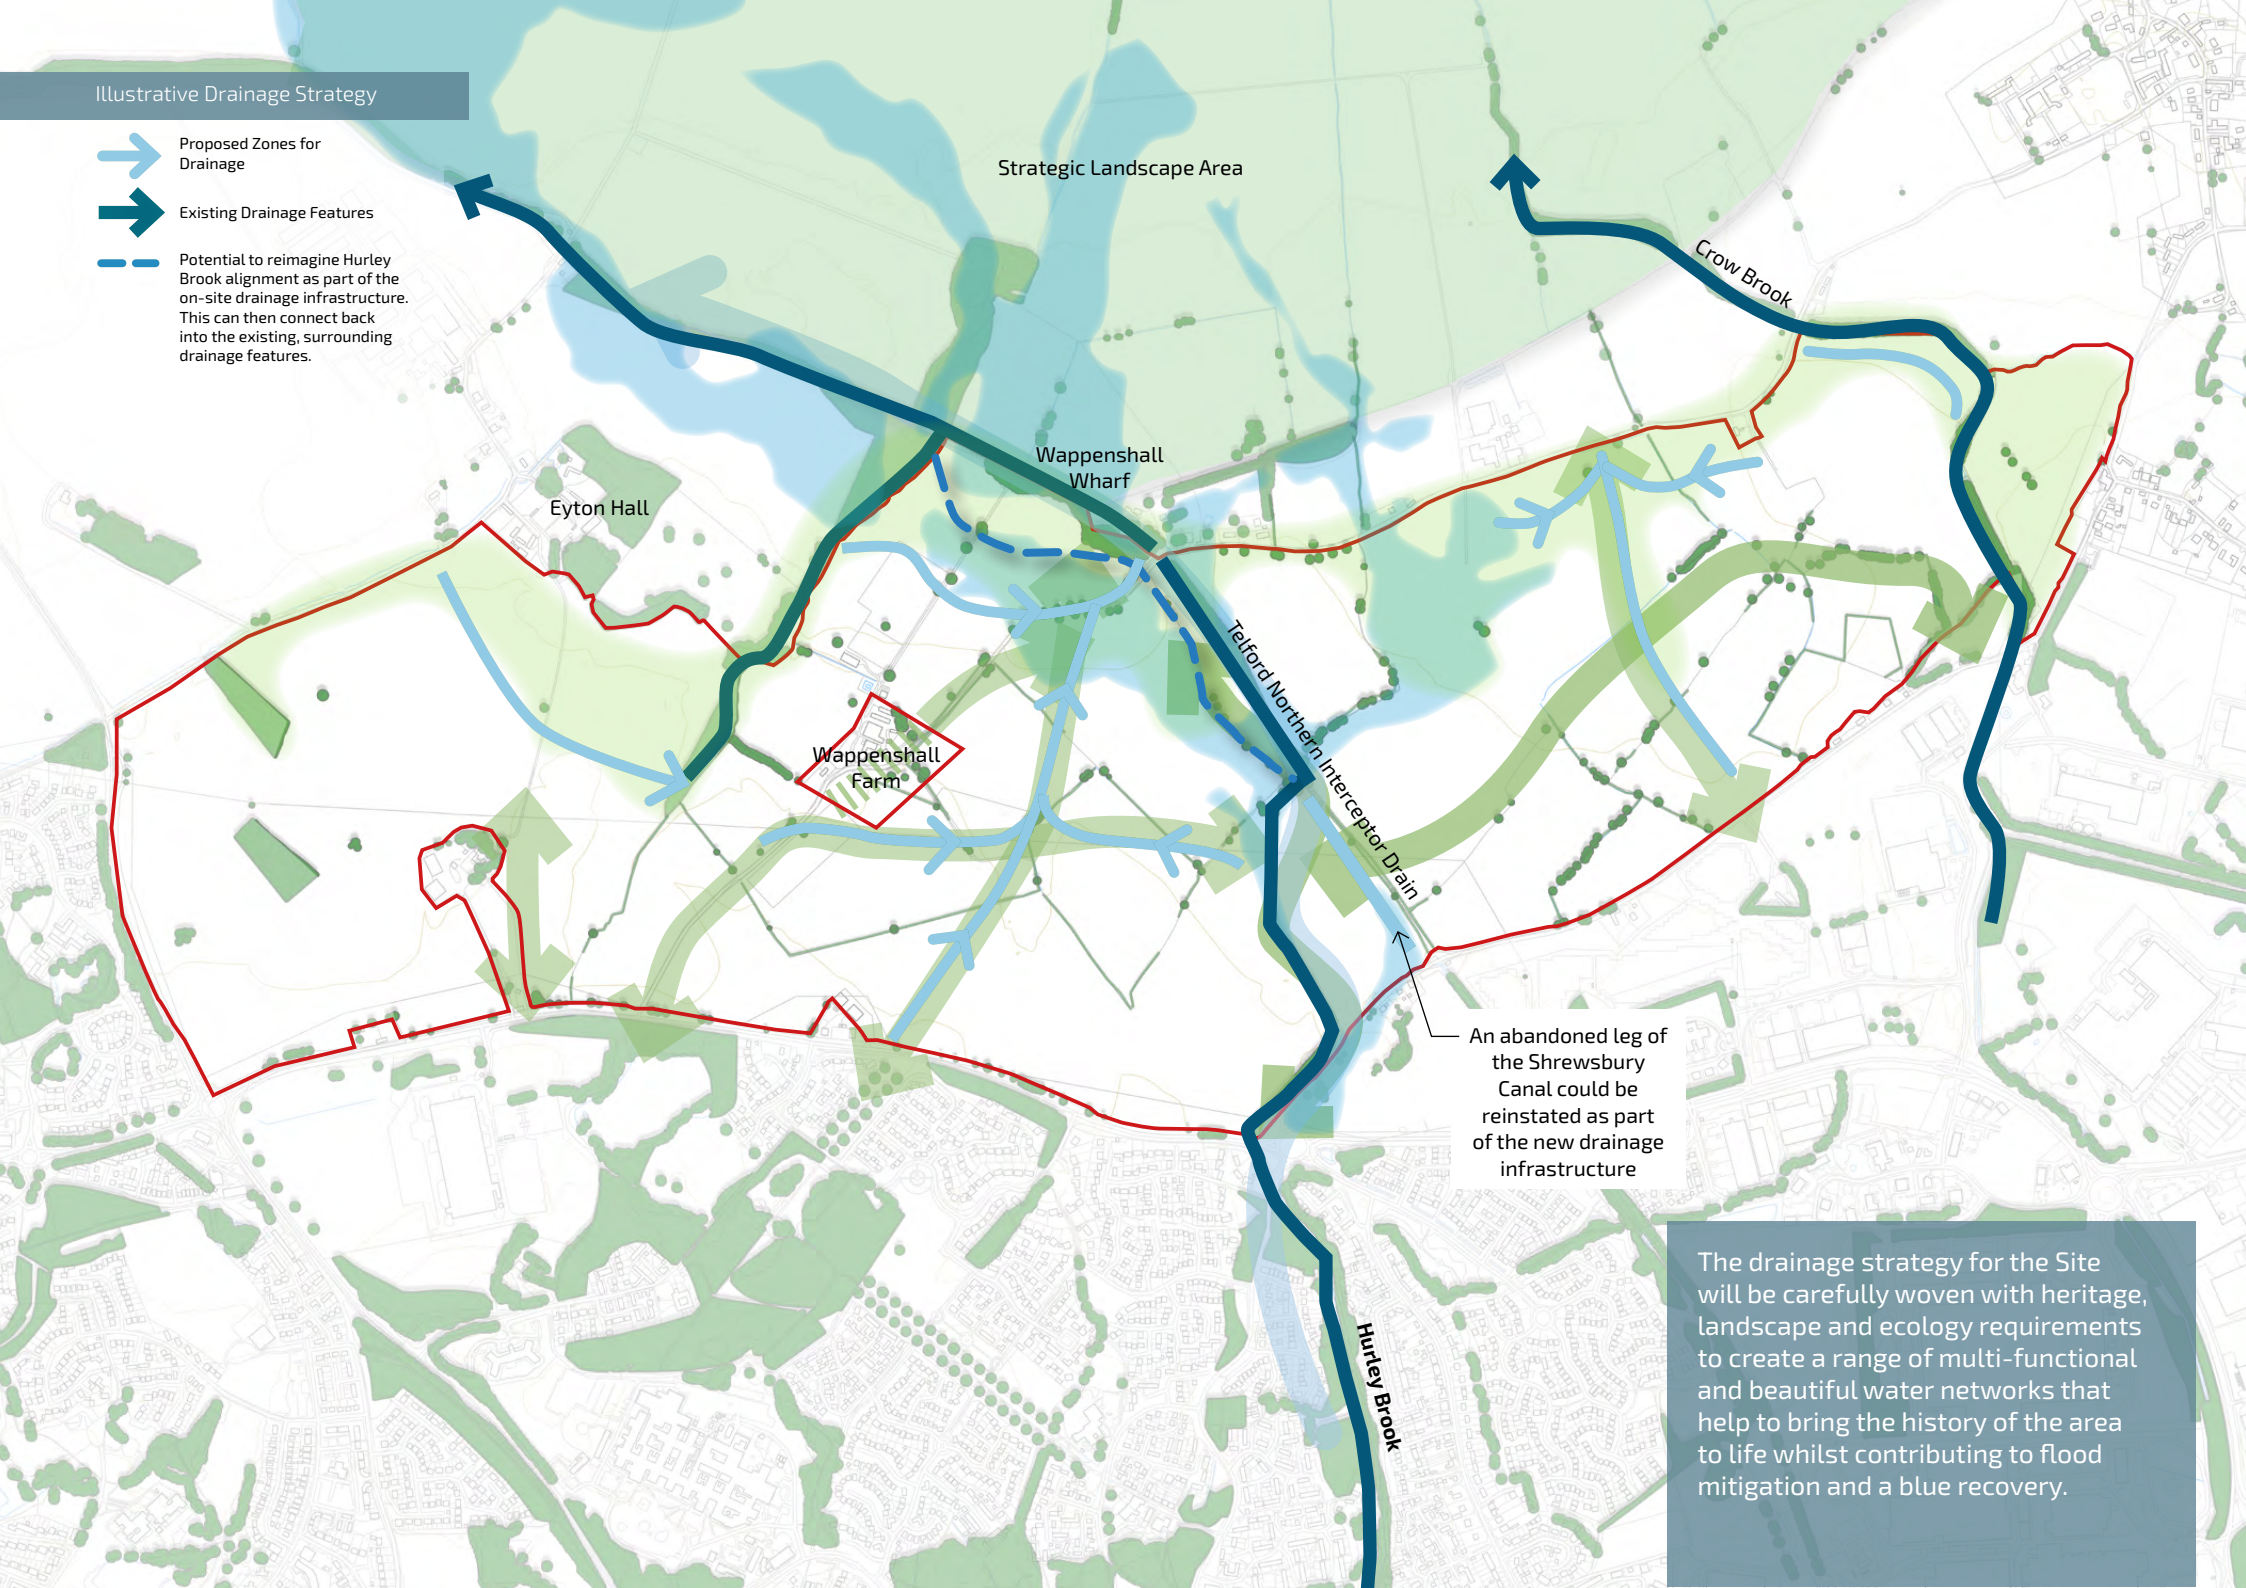 Illustrative Drainage Strategy
Proposed Zones for
Drainage
Existing Drainage Features
Potential to reimagine Hurley
Brook alignment as part of the
on-site drainage infrastructure.
This can then connect back
into the existing, surrounding
drainage features.
Strategic Landscape Area
Crow Brook
Wappenshall
Wharf
Eyton Hall
Telford Northern Interceptor Drain
Wappenshall
Farm
An abandoned leg of
the Shrewsbury
Canal could be
reinstated as part
of the new drainage
infrastructure
Hurley Brook
The drainage strategy for the Site
will be carefully woven with heritage,
landscape and ecology requirements
to create a range of multi-functional
and beautiful water networks that
help to bring the history of the area
to life whilst contributing to flood
mitigation and a blue recovery.